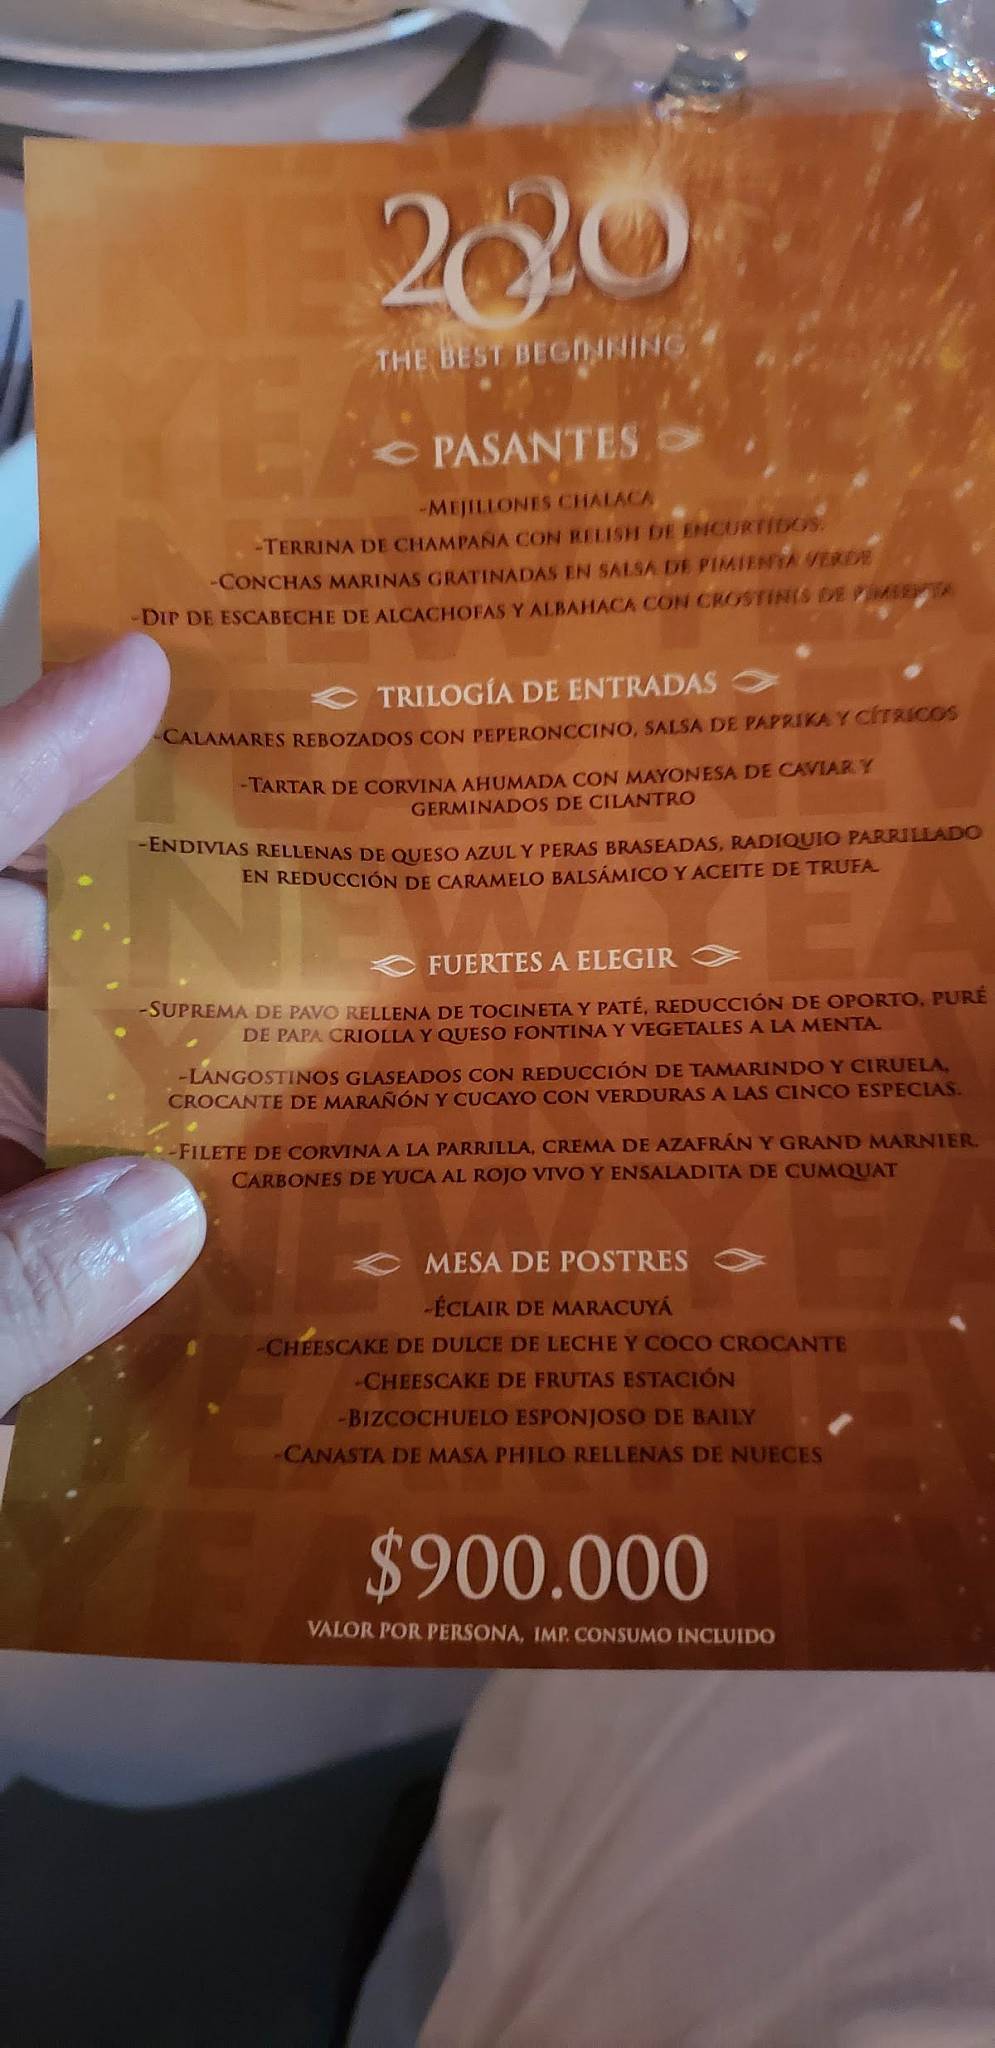 2020
THE BEST BEGINNING
PASANTES
-MEJILLONES CHALACA
-TERRINA DE CHAMPAÑA CON RELISH DE ENCURTIDOS.
-CONCHAS MARINAS GRATINADAS EN SALSA DE PIMIENTA VERDE
-DIP DE ESCABECHE DE ALCACHOFAS Y ALBAHACA CON CROSTINIS DE PIMIENTA
TRILOGÍA DE ENTRADAS
-CALAMARES REBOZADOS CON PEPERONCCINO, SALSA DE PAPRIKA Y CÍTRICOS
-TARTAR DE CORVINA AHUMADA CON MAYONESA DE CAVIAR Y
GERMINADOS DE CILANTRO
-ENDIVIAS RELLENAS DE QUESO AZUL Y PERAS BRASEADAS, RADIQUIO PARRILLADO
EN REDUCCIÓN DE CARAMELO BALSÁMICO Y ACEITE DE TRUFA.
FUERTES A ELEGIR
-SUPREMA DE PAVO RELLENA DE TOCINETA Y PATÉ, REDUCCIÓN DE OPORTO, PURÉ
DE PAPA CRIOLLA Y QUESO FONTINA Y VEGETALES A LA MENTA.
-LANGOSTINOS GLASEADOS CON REDUCCIÓN DE TAMARINDO Y CIRUELA,
CROCANTE DE MARAÑÓN Y CUCAYO CON VERDURAS A LAS CINCO ESPECIAS.
-FILETE DE CORVINA A LA PARRILLA, CREMA DE AZAFRÁN Y GRAND MARNIER.
CARBONES DE YUCA AL ROJO VIVO Y ENSALADITA DE CUMQUAT
MESA DE POSTRES
-ÉCLAIR DE MARACUYÁ
-CHEESCAKE DE DULCE DE LECHE Y COCO CROCANTE
-CHEESCAKE DE FRUTAS ESTACIÓN
-BIZCOCHUELO ESPONJOSO DE BAILY
-CANASTA DE MASA PHILO RELLENAS DE NUECES
$900.000
VALOR POR PERSONA, IMP. CONSUMO INCLUIDO